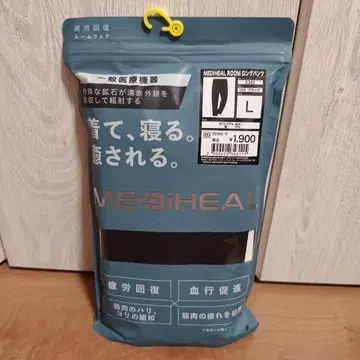 疲労回復
ルームウェア
一般医療機器
特殊な鉱石が遠赤外線を
吸収して輻射する
着て、寝る。
癒される。
MEDiHEAL
MEDIHEAL ROOM ロングパンツ
L
¥1,900
疲労回復
血行促進
筋肉のハリ、
コリの緩和
筋肉の疲れを軽減